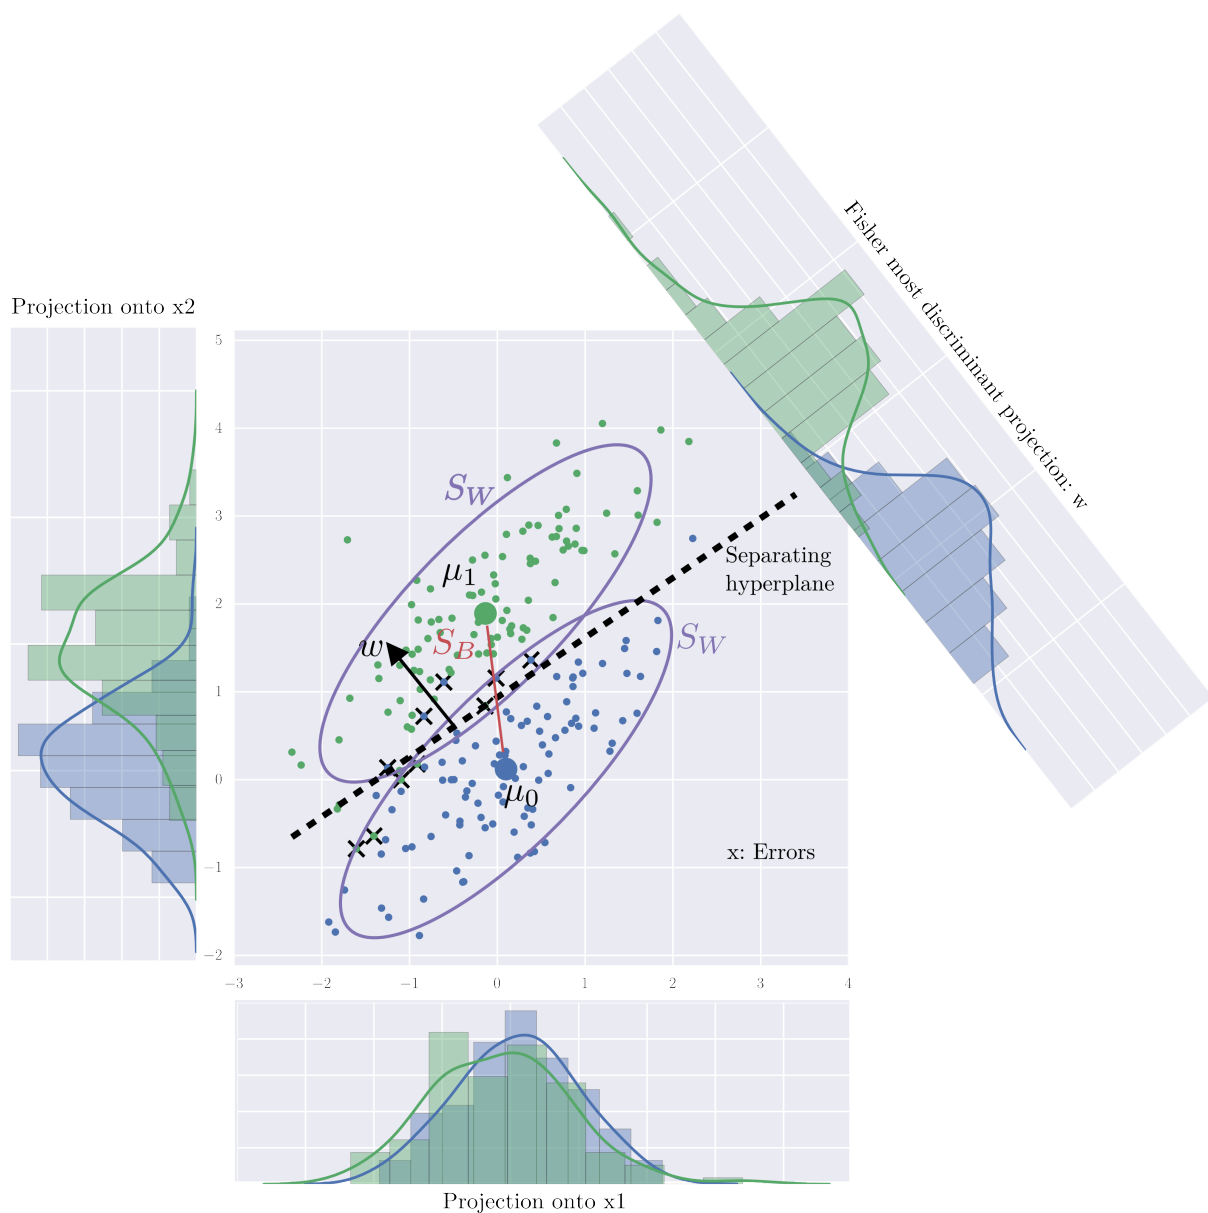 Fisher most discriminant projection: w
Projection onto x2
5
4
3
2
1
0
−1
−2
S_W
μ_1
w
S_B
Separating
hyperplane
S_W
μ_0
x: Errors
−3 −2 −1 0 1 2 3 4
Projection onto x1